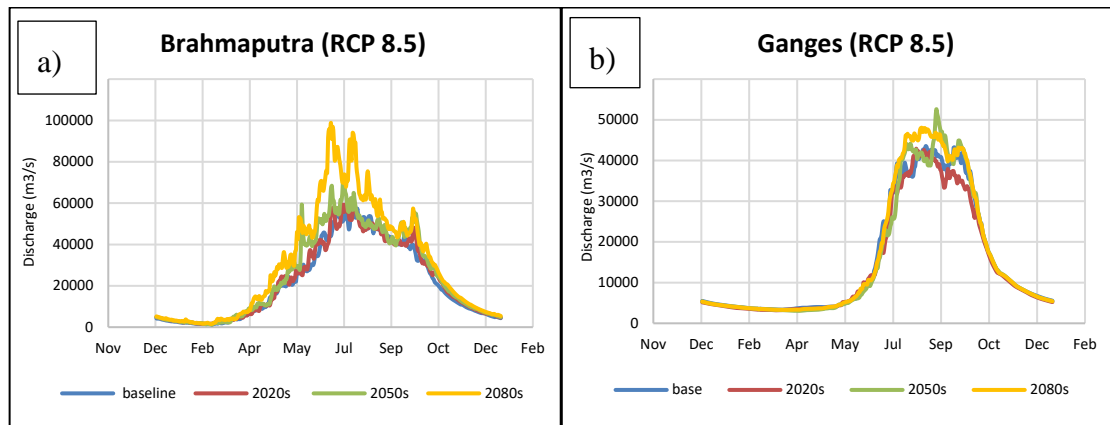 a)
Brahmaputra (RCP 8.5)
Discharge (m3/s)
100000
80000
60000
40000
20000
0
Nov Dec Feb Apr May Jul Sep Oct Dec Feb
baseline 2020s 2050s 2080s
b)
Ganges (RCP 8.5)
Discharge (m3/s)
50000
40000
30000
20000
10000
0
Nov Dec Feb Apr May Jul Sep Oct Dec Feb
base 2020s 2050s 2080s